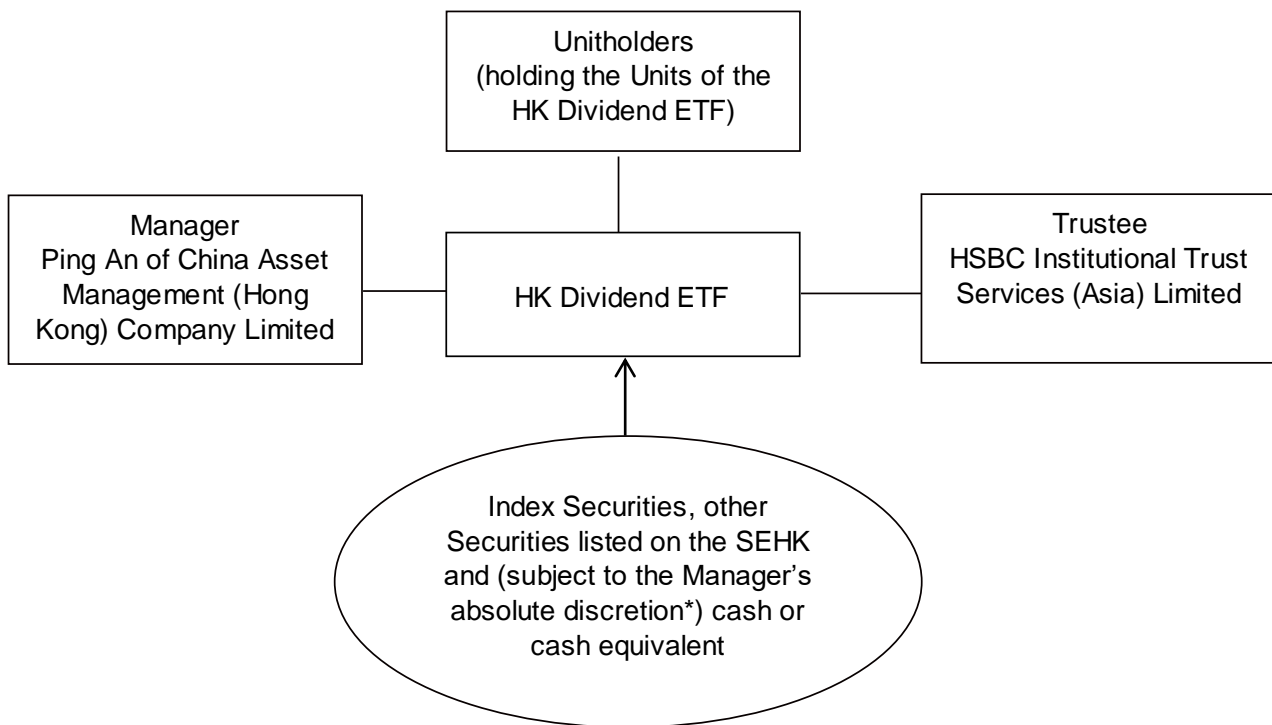 Unitholders
(holding the Units of the
HK Dividend ETF)
Manager
Ping An of China Asset
Management (Hong
Kong) Company Limited
HK Dividend ETF
Trustee
HSBC Institutional Trust
Services (Asia) Limited
Index Securities, other
Securities listed on the SEHK
and (subject to the Manager’s
absolute discretion*) cash or
cash equivalent